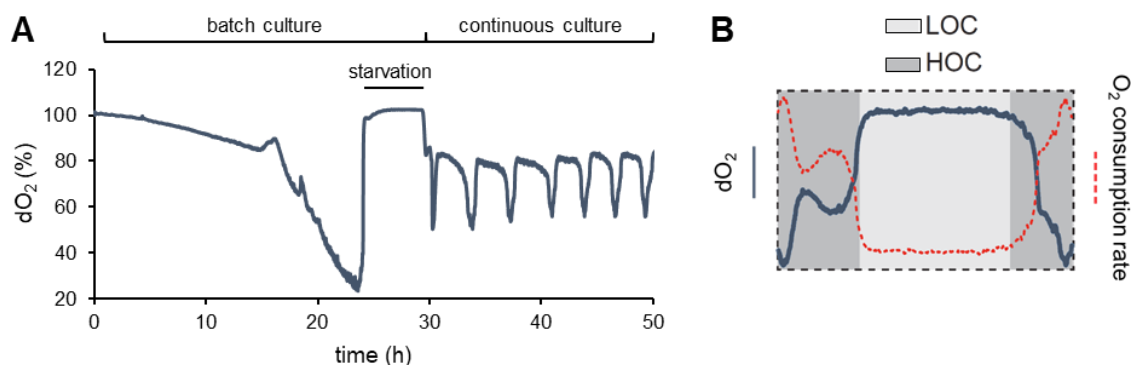 A
batch culture
continuous culture
starvation
dO2 (%)
120
100
80
60
40
20
0
10
20
30
40
50
time (h)
B
LOC
HOC
dO2
O2 consumption rate